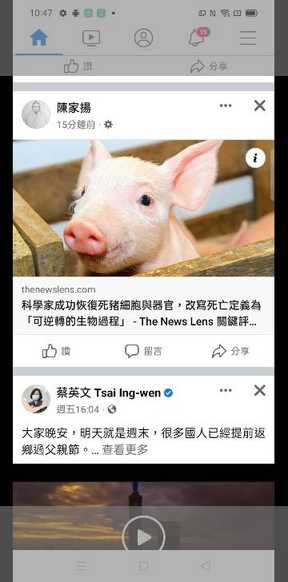 10:47
15
讚
分享
陳家揚
15分鐘前
thenewslens.com
科學家成功恢復死豬細胞與器官，改寫死亡定義為
「可逆轉的生物過程」 - The News Lens 關鍵評...
讚 留言 分享
蔡英文 Tsai Ing-wen
週五16:04
大家晚安，明天就是週末，很多國人已經提前返
鄉過父親節。... 查看更多